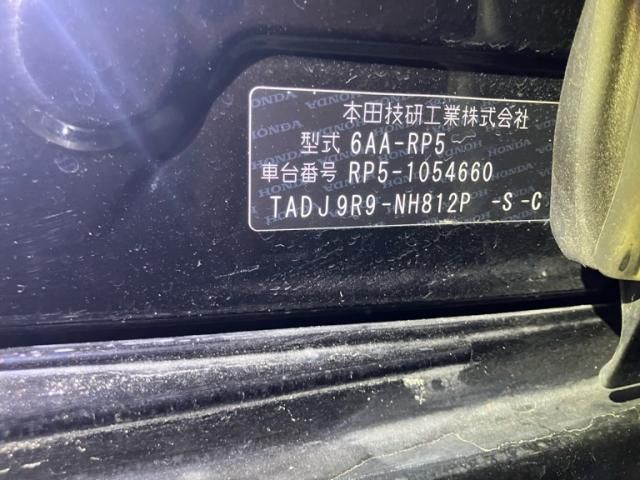 本田技研工業株式会社
型式 6AA-RP5
車台番号 RP5-1054660
TADJ9R9-NH812P -S-C